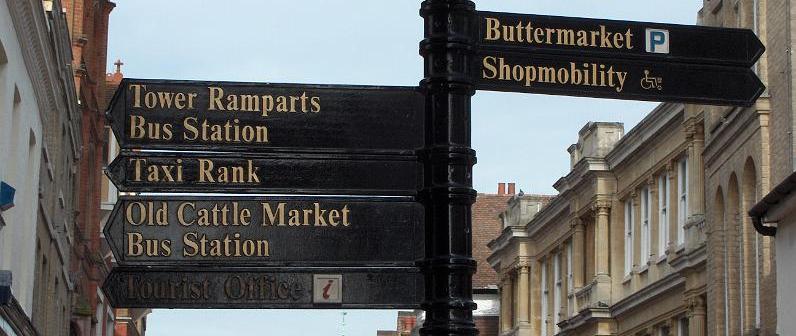 Buttermarket P
Shopmobility
Tower Ramparts
Bus Station
Taxi Rank
Old Cattle Market
Bus Station
Tourist Office i